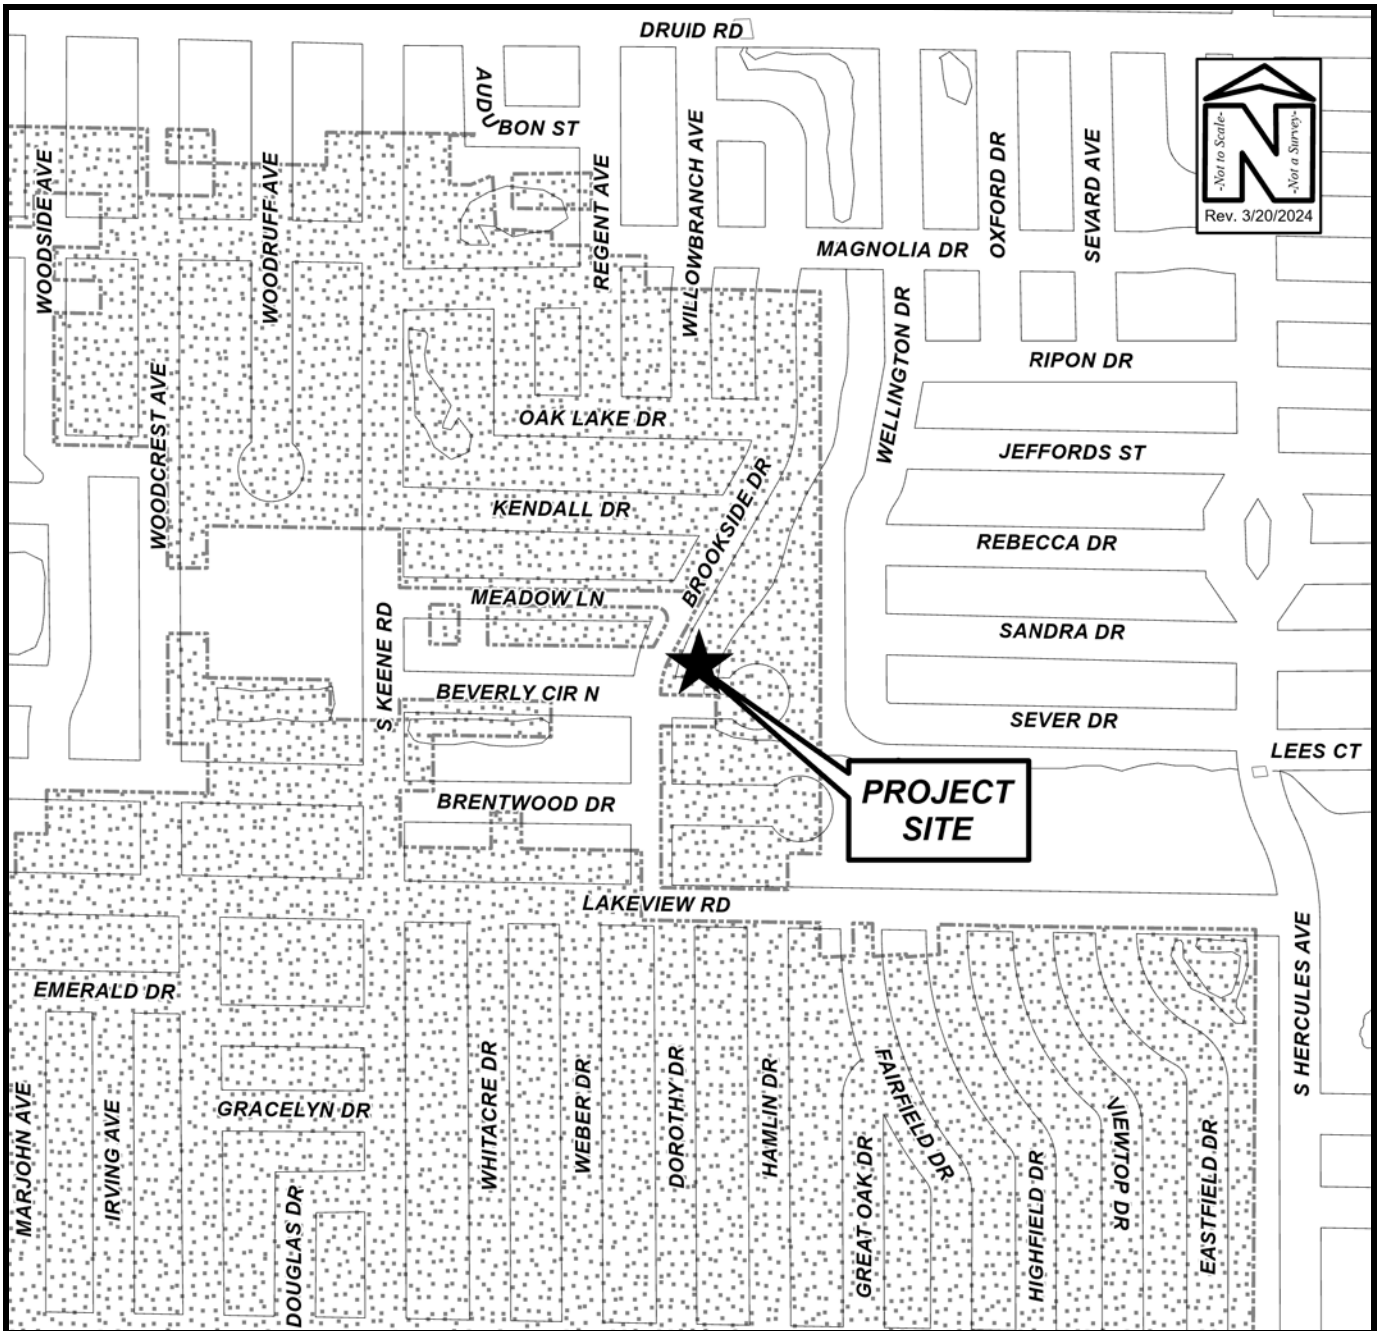 DRUID RD
AUDUBON ST
-Not to Scale-
-Not a Survey-
N
Rev. 3/20/2024
WOODSIDE AVE
WOODRUFF AVE
REGENT AVE
WILLOWBRANCH AVE
OXFORD DR
SEVARD AVE
MAGNOLIA DR
WELLINGTON DR
RIPON DR
WOODCREST AVE
OAK LAKE DR
JEFFORDS ST
KENDALL DR
BROOKSIDE DR
REBECCA DR
MEADOW LN
S KEENE RD
SANDRA DR
BEVERLY CIR N
SEVER DR
LEES CT
BRENTWOOD DR
PROJECT
SITE
LAKEVIEW RD
EMERALD DR
S HERCULES AVE
GRACELYN DR
MARJOHN AVE
IRVING AVE
DOUGLAS DR
WHITACRE DR
WEBER DR
DOROTHY DR
HAMLIN DR
GREAT OAK DR
FAIRFIELD DR
HIGHFIELD DR
VIEWTOP DR
EASTFIELD DR